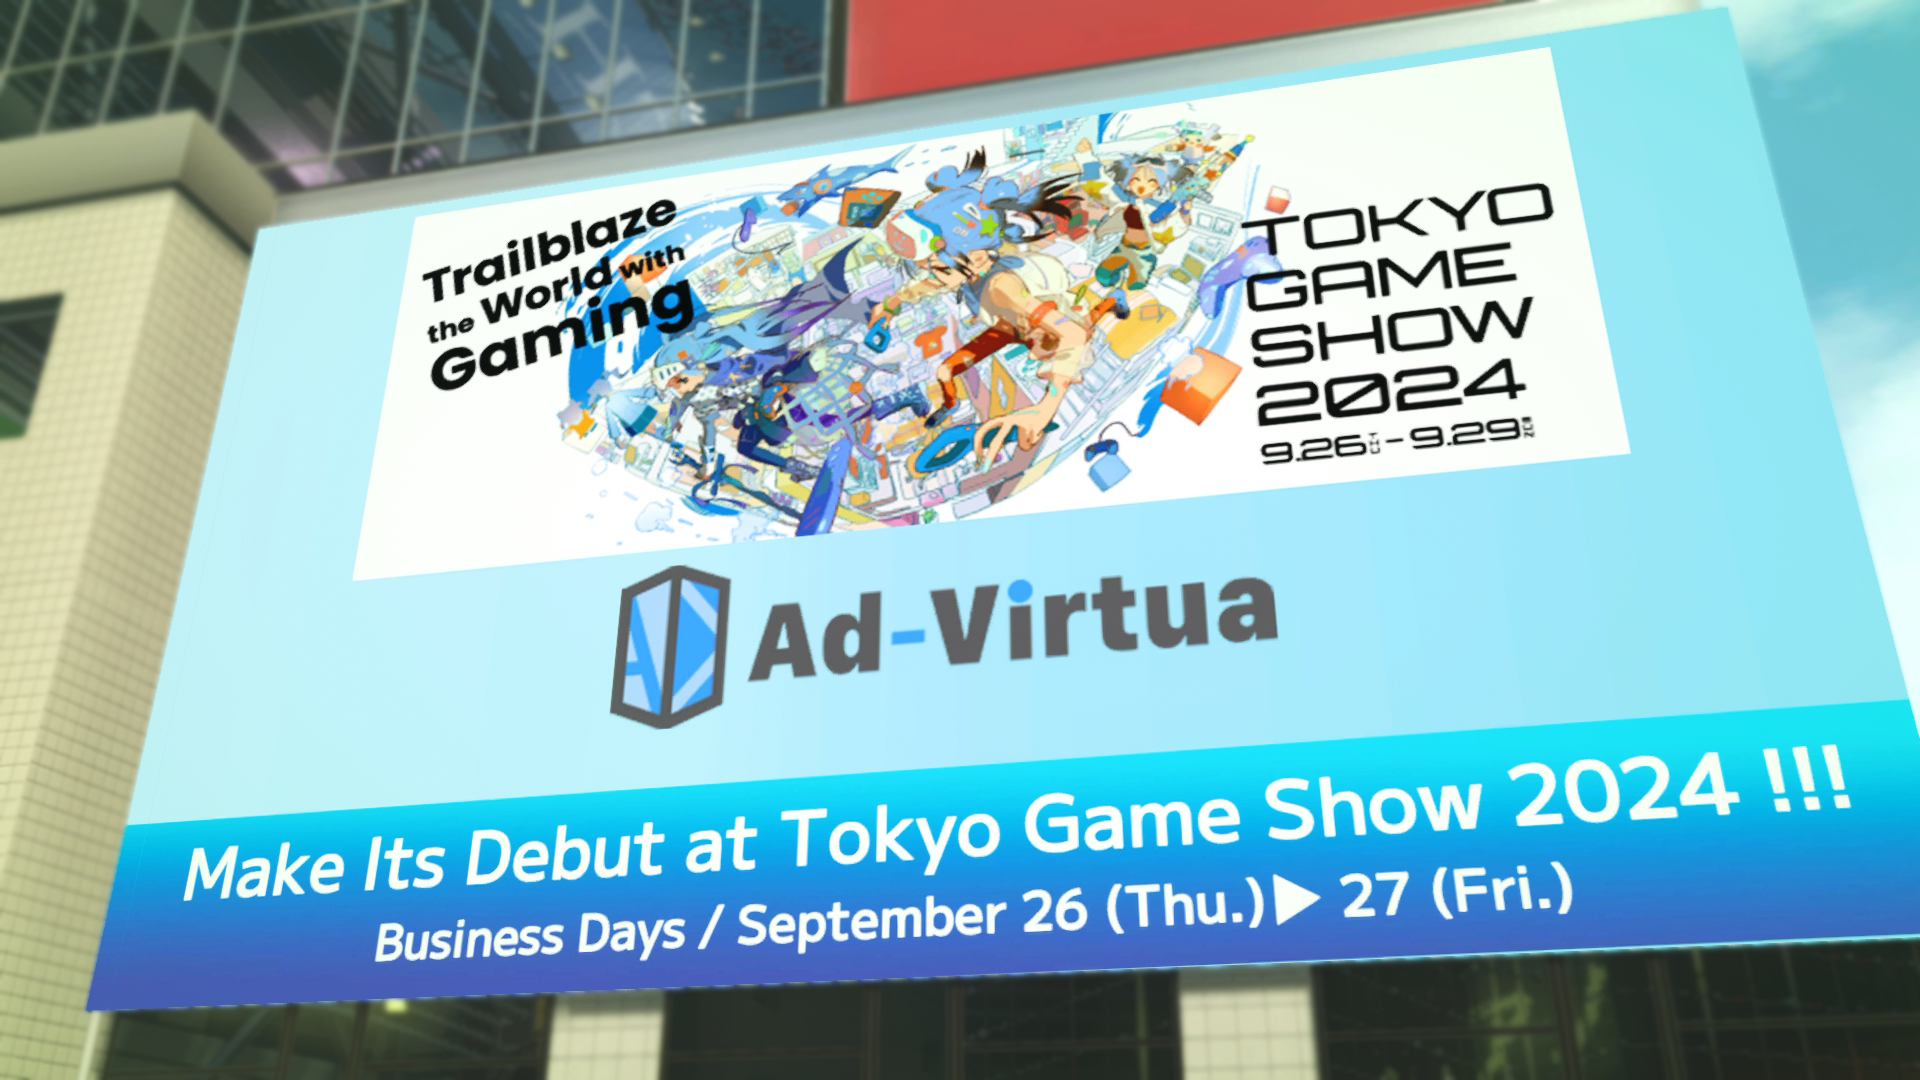 Trailblaze
the World with
Gaming
TOKYO
GAME
SHOW
2024
9.26 - 9.29
Ad-Virtua
Make Its Debut at Tokyo Game Show 2024 !!!
Business Days / September 26 (Thu.)▶ 27 (Fri.)